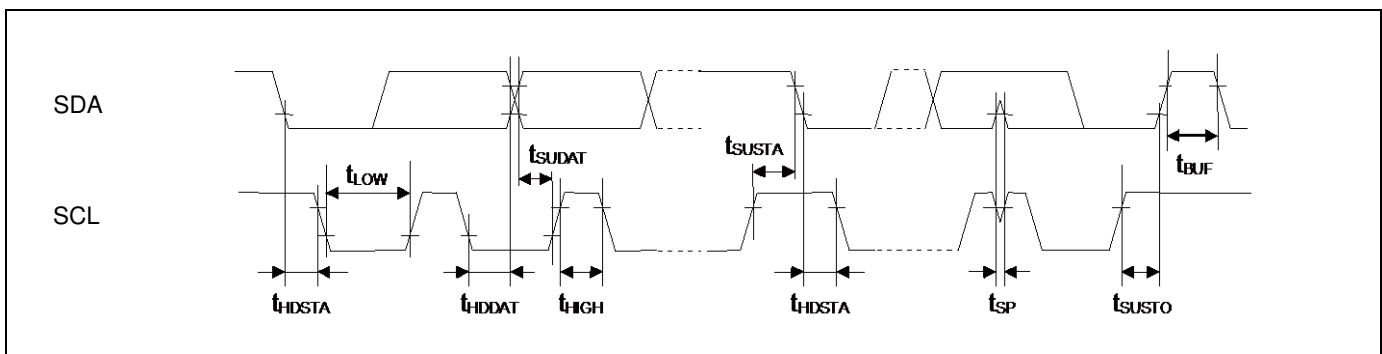 SDA
tSUDAT
tSUSTA
tBUF
tLOW
SCL
tHDSTA
tHDDAT
tHIGH
tHDSTA
tSP
tSUSTO